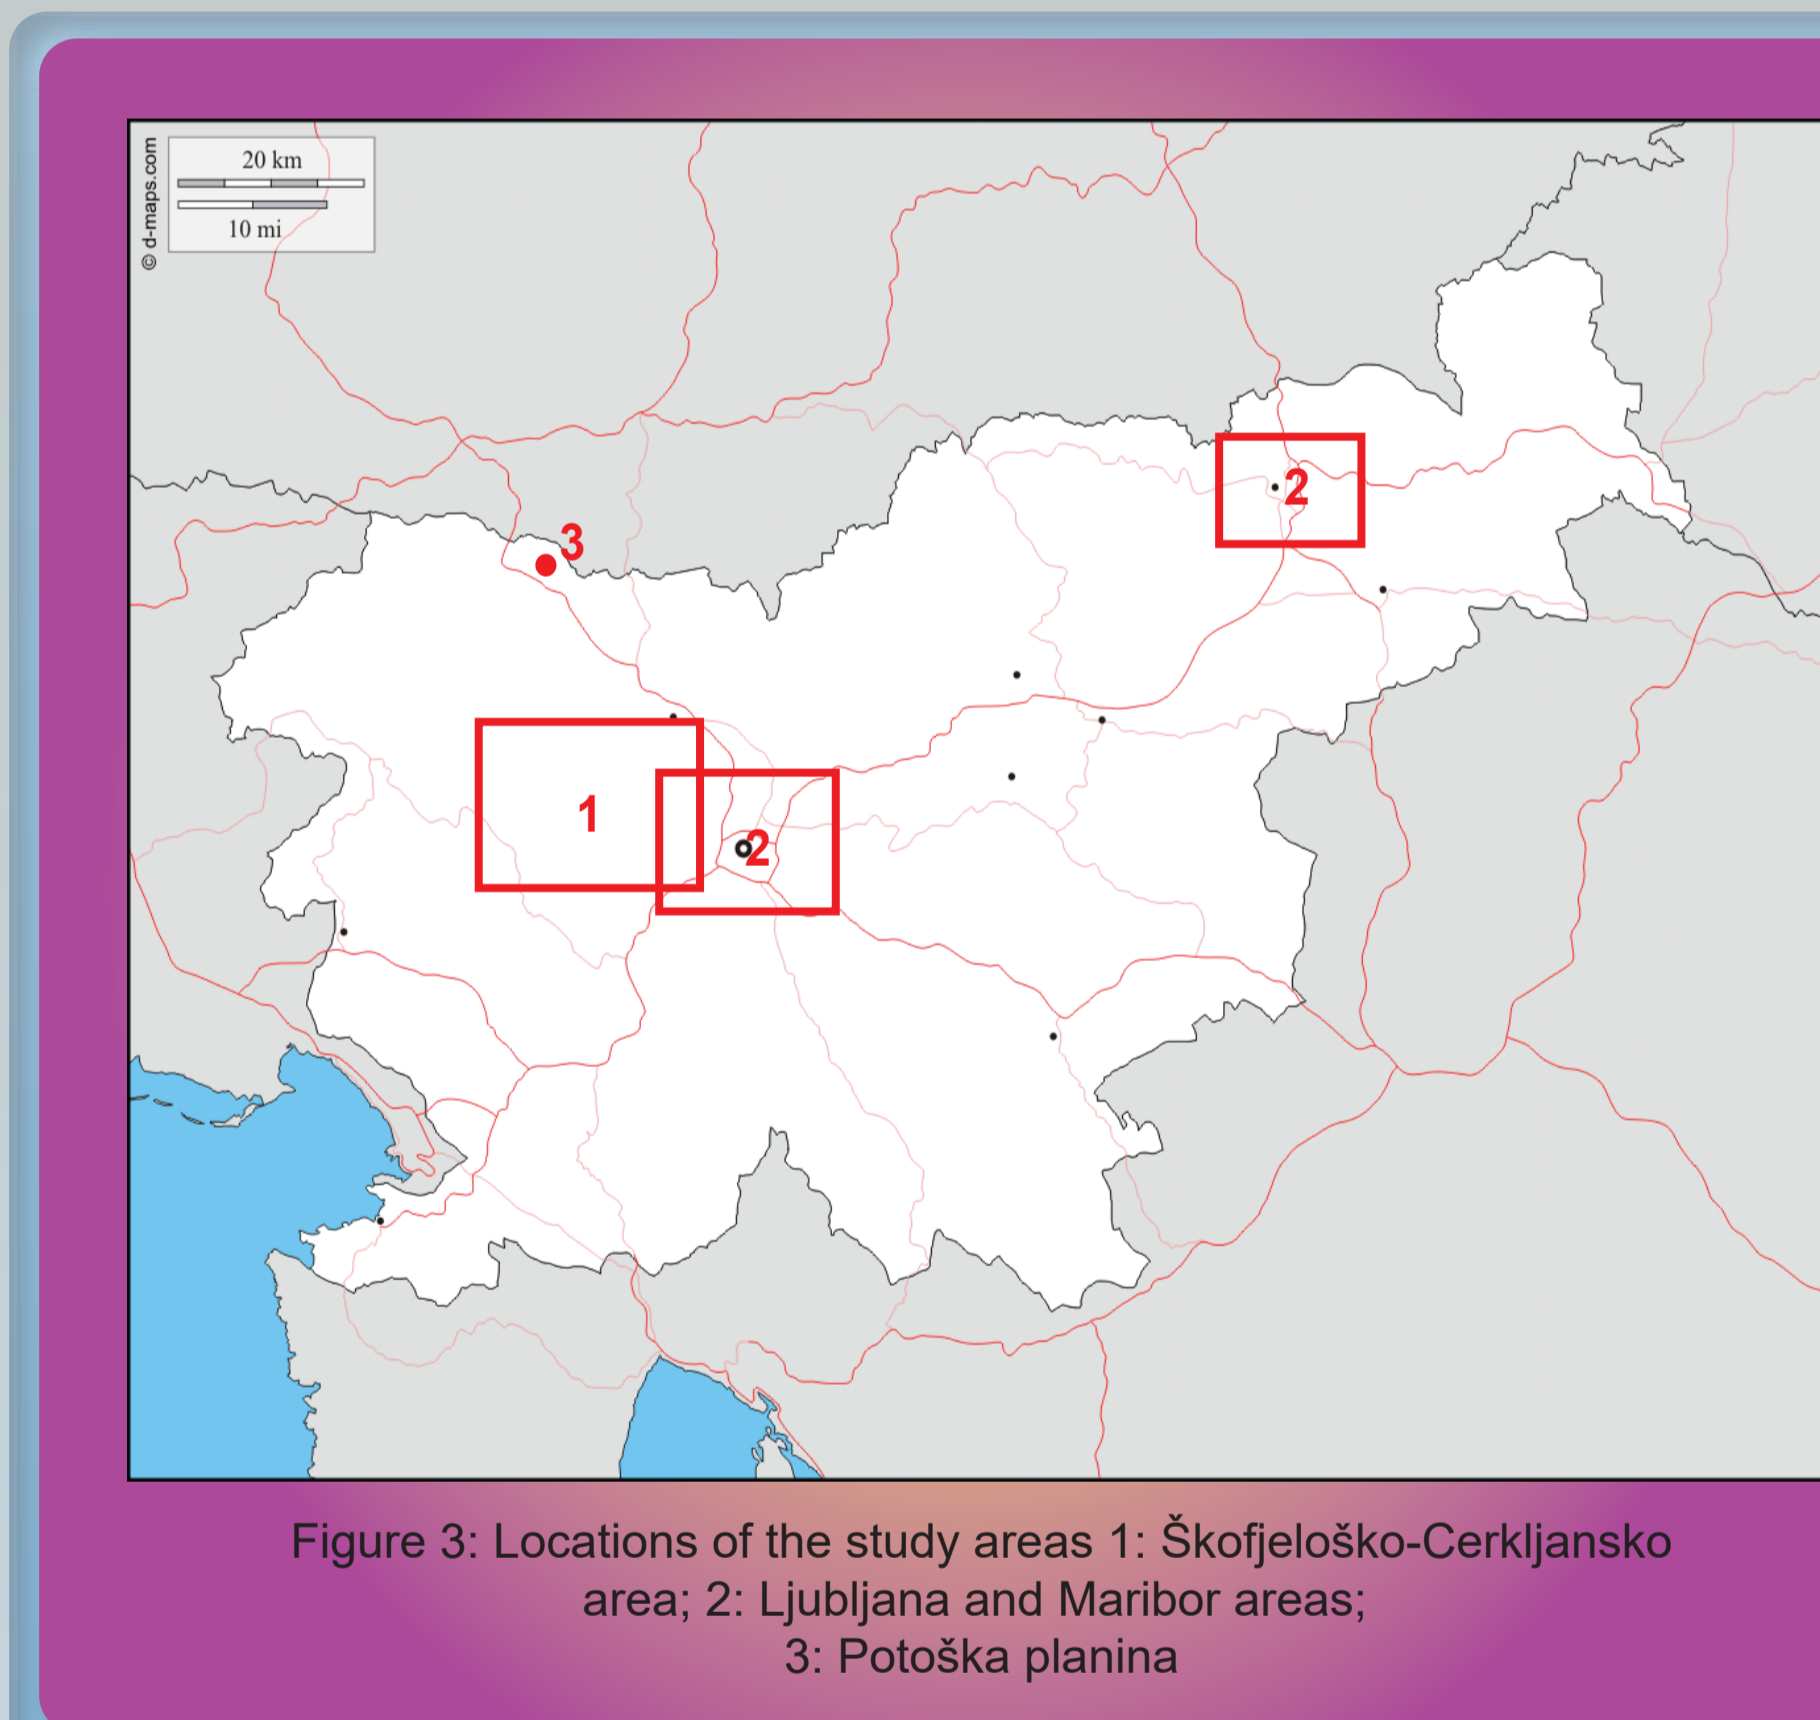 © d-maps.com
20 km
10 mi
3
2
1
2
Figure 3: Locations of the study areas 1: Škofjeloško-Cerkljansko
area; 2: Ljubljana and Maribor areas;
3: Potoška planina